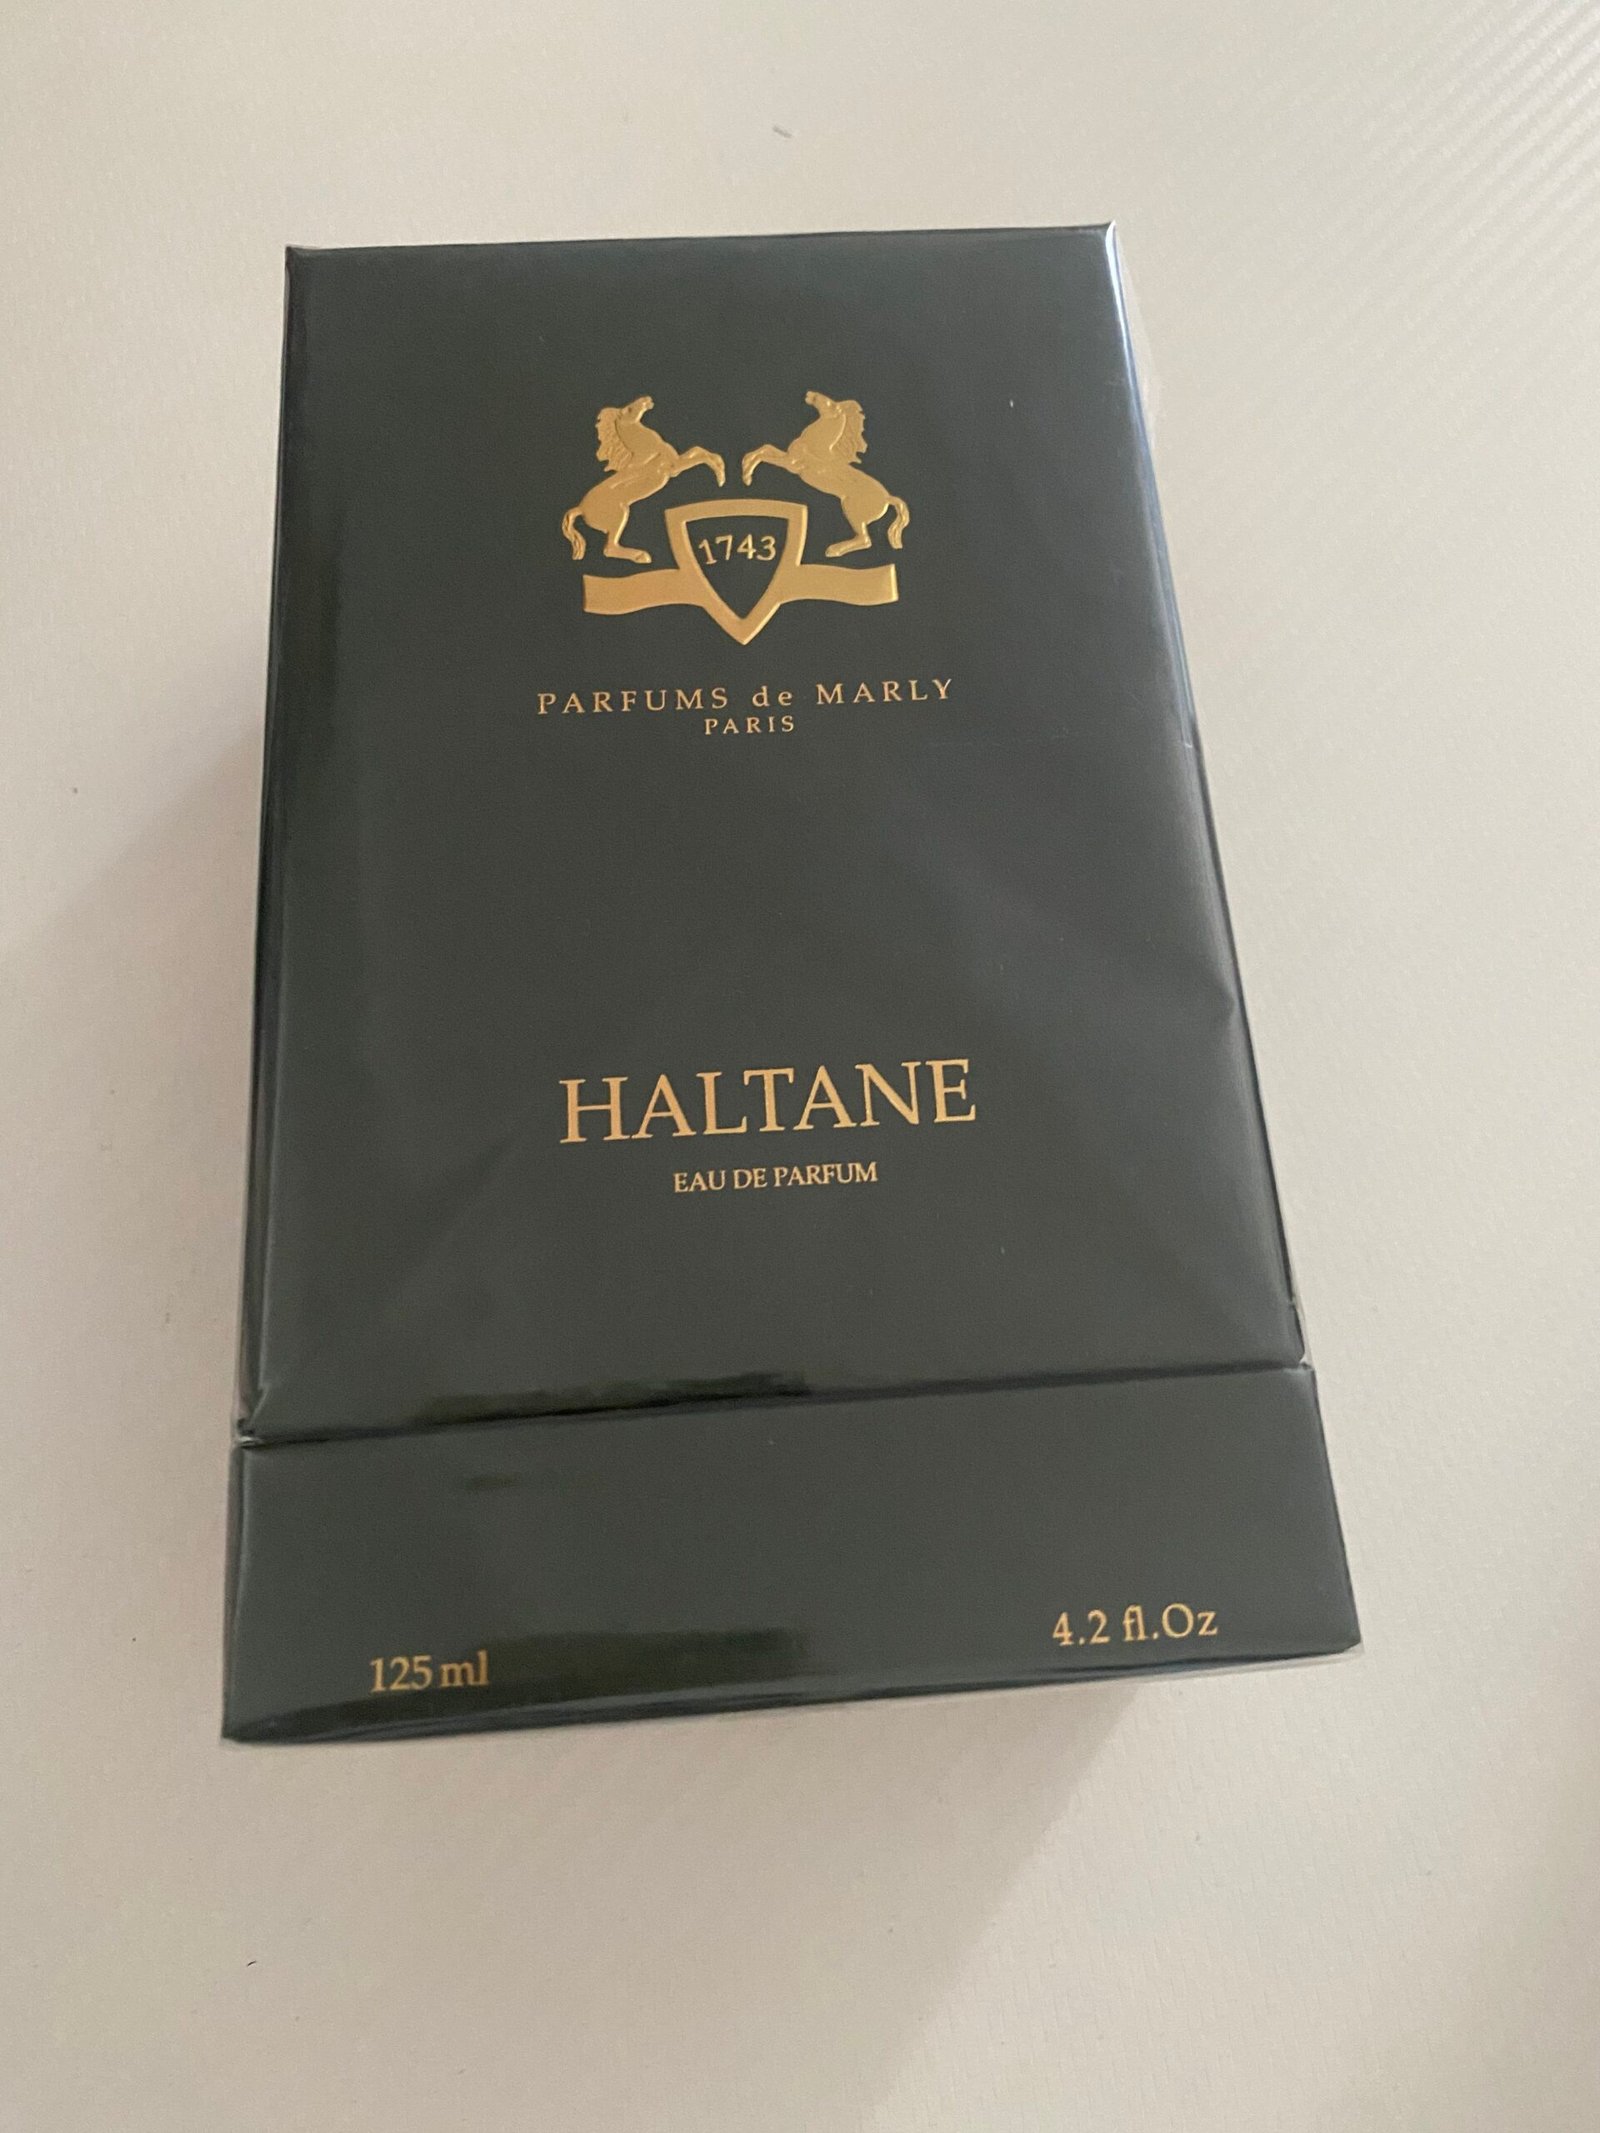 1743
PARFUMS de MARLY
PARIS
HALTANE
EAU DE PARFUM
125 ml 4.2 fl.Oz